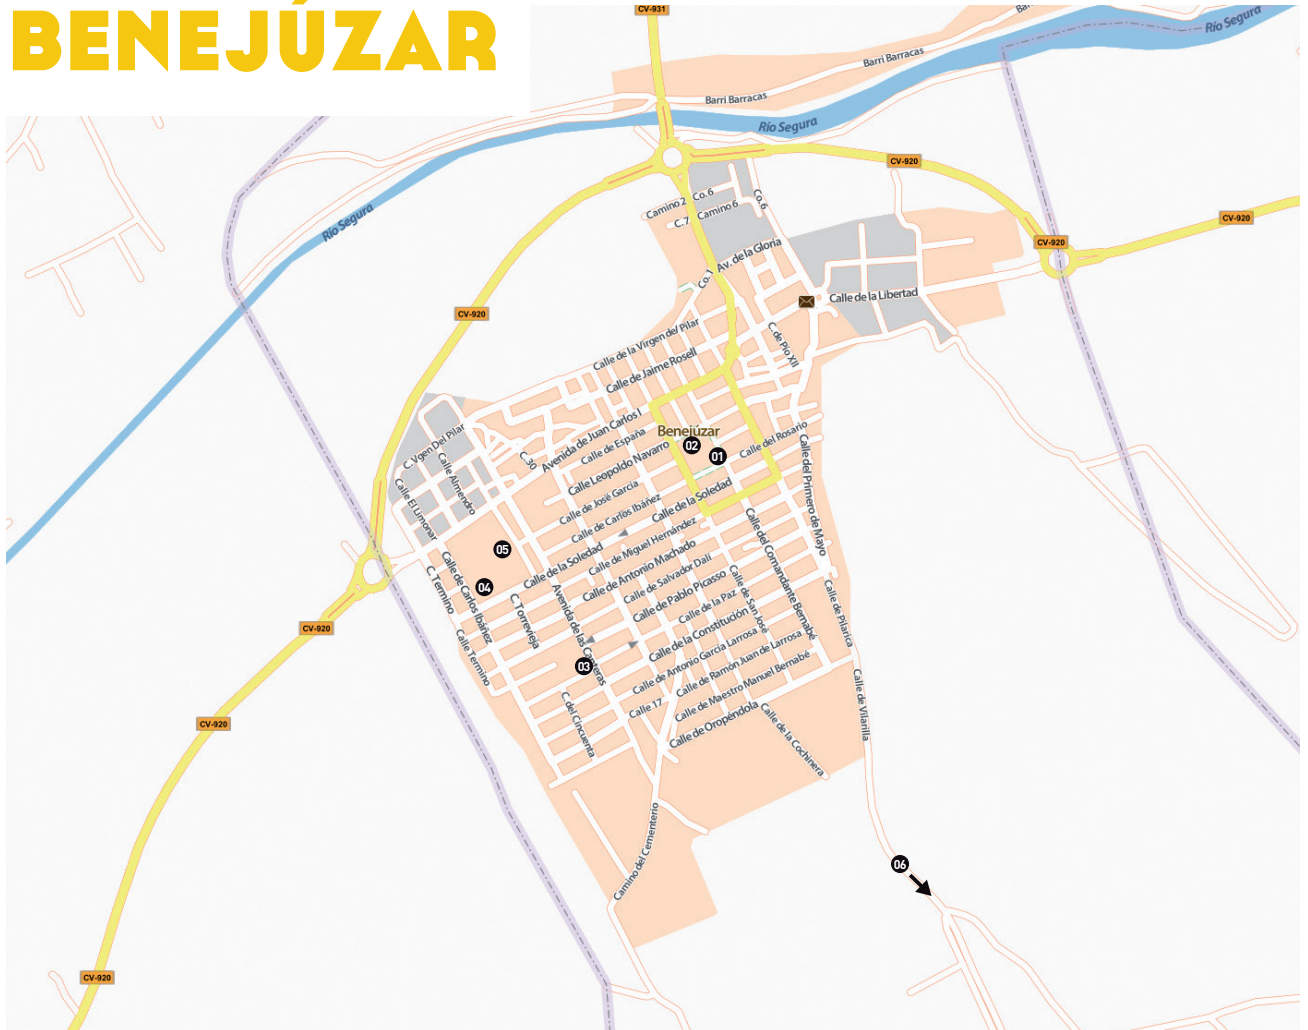 BENEJÚZAR
CV-931
Río Segura
Barri Barracas
Barri Barracas
Río Segura
CV-920
Río Segura
CV-920
CV-920
Camino 2
Co. 6
Co. 6
C. 7
Camino 6
Av. de la Gloria
Co. 1
Calle de la Libertad
CV-920
Calle de la Virgen del Pilar
C. de Pio XII
Calle de Jaime Rosell
Avenida de Juan Carlos I
Calle de España
Benejúzar
02
01
Calle del Rosario
C. Vgen Del Pilar
C. 30
Calle Leopoldo Navarro
Calle Almendro
Calle El Limonar
Calle de José García
Calle de Carlos Ibáñez
Calle de la Soledad
Calle del Primero de Mayo
05
Calle de la Soledad
Calle de Miguel Hernández
Calle de Antonio Machado
Calle del Comandante Bernabé
04
C. Termino
Calle de Carlos Ibáñez
Calle de Salvador Dalí
Calle de Pablo Picasso
Calle de San José
Calle de Pilarica
CV-920
C. Torrevieja
Avenida de las Canteras
Calle de la Paz
Calle de la Constitución
Calle Termino
03
Calle de Antonio García Larrosa
Calle de Ramón Juan de Larrosa
Calle 17
Calle de Maestro Manuel Bernabé
Calle de Oropéndola
C. del Cincuenta
Calle de la Cochinera
Calle de Vilarilla
CV-920
Camino del Cementerio
06
CV-920